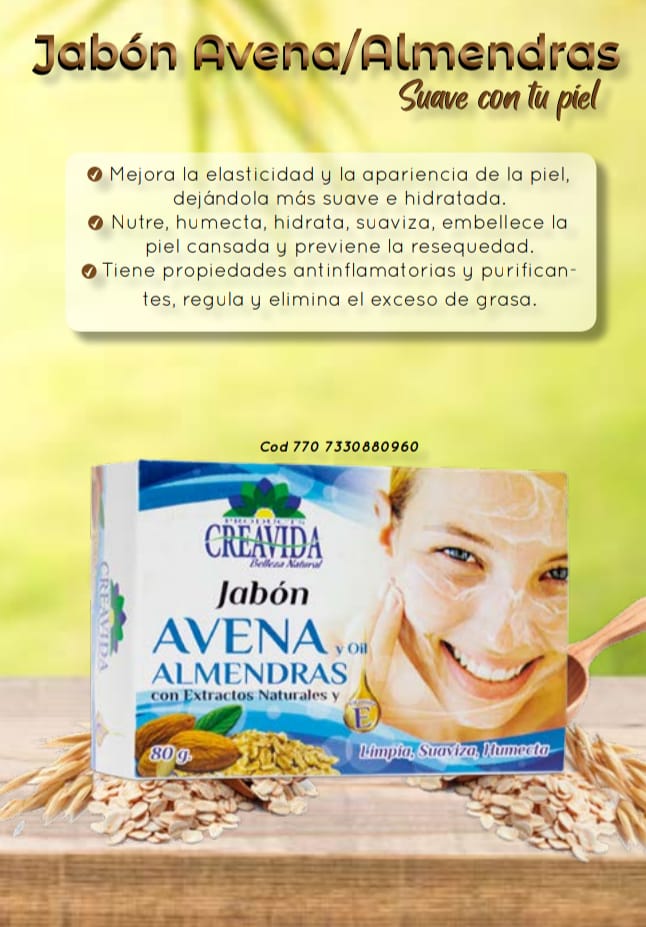 Jabón Avena/Almendras
Suave con tu piel
Mejora la elasticidad y la apariencia de la piel,
dejándola más suave e hidratada.
Nutre, humecta, hidrata, suaviza, embellece la
piel cansada y previene la resequedad.
Tiene propiedades antinflamatorias y purifican-
tes, regula y elimina el exceso de grasa.
Cod 770 7330880960
PRODUCTS
CREAVIDA
Belleza Natural
CREAVIDA
Jabón
AVENA y Oil
ALMENDRAS
con Extractos Naturales y
E
80 g.
Limpia, Suaviza, Humecta